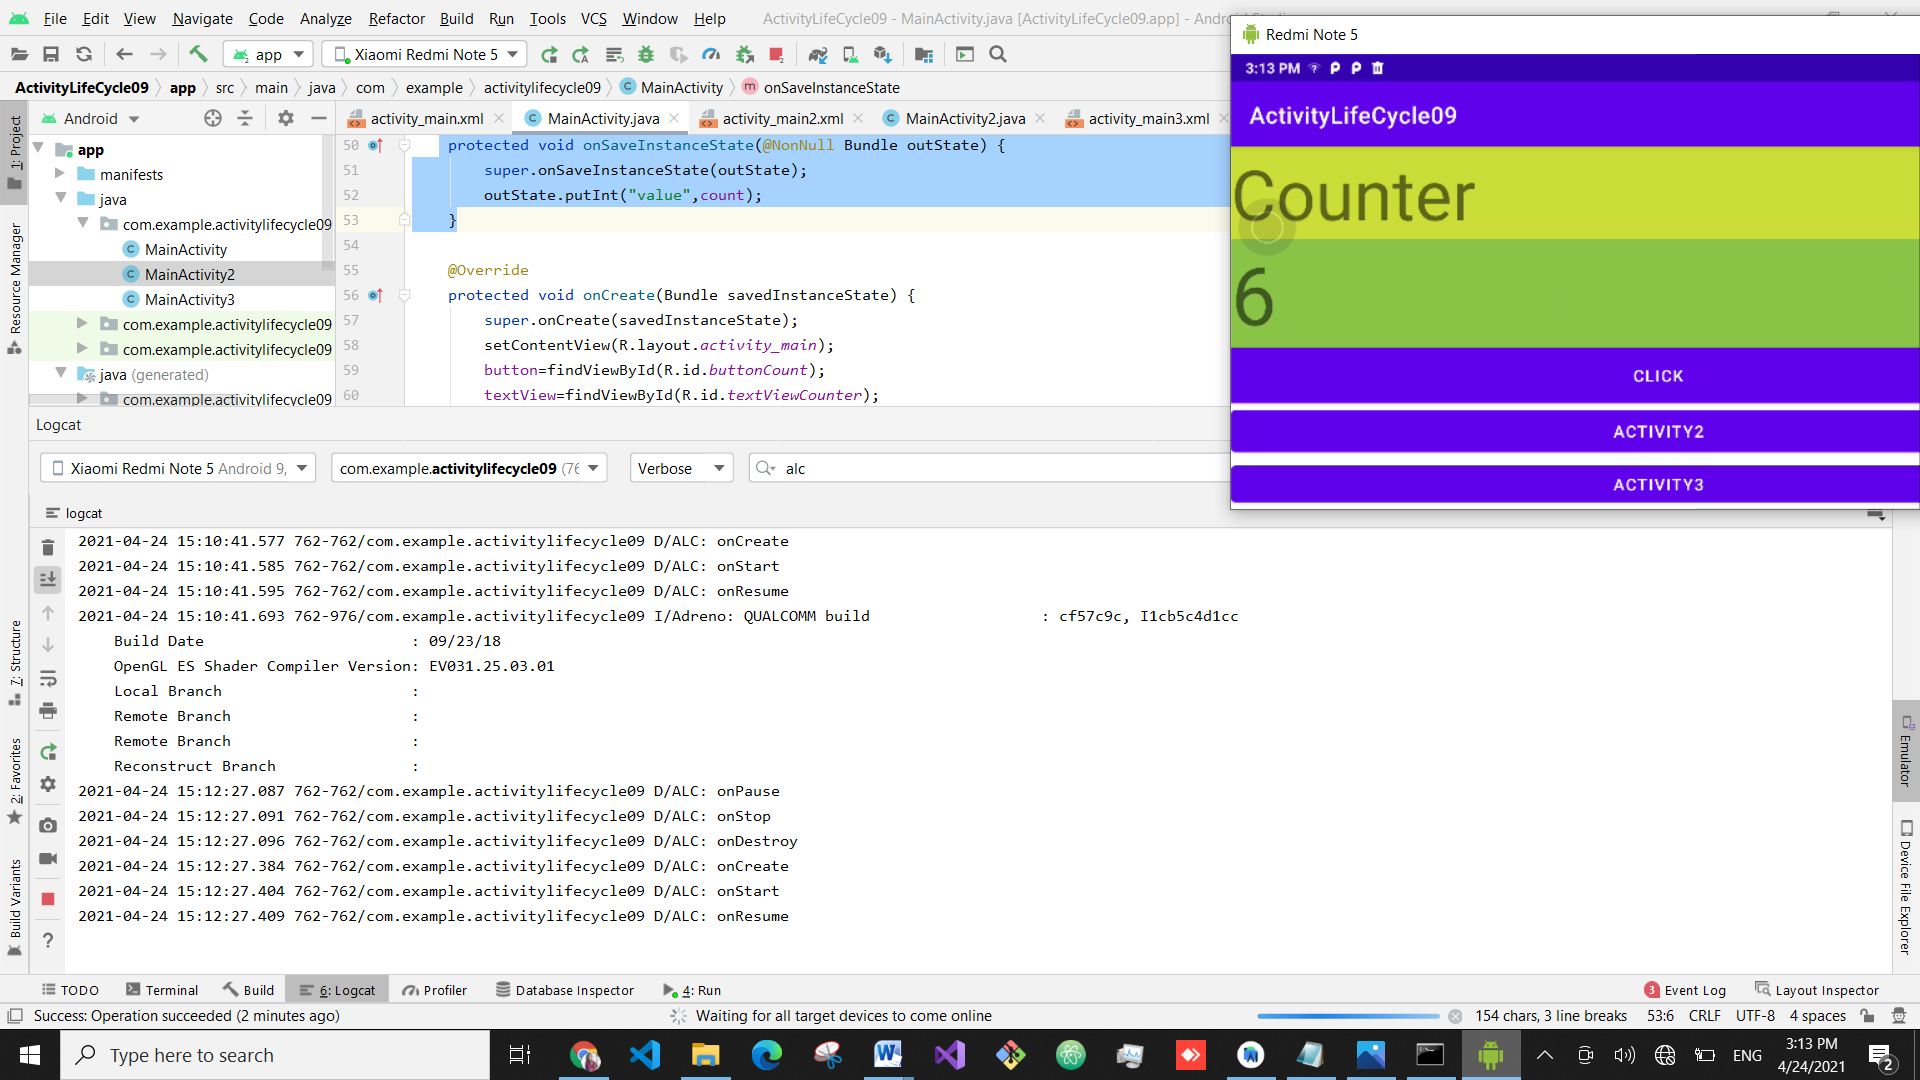 File Edit View Navigate Code Analyze Refactor Build Run Tools VCS Window Help ActivityLifeCycle09 - MainActivity.java [ActivityLifeCycle09.app] -
Redmi Note 5
app Xiaomi Redmi Note 5
3:13 PM
ActivityLifeCycle09 app src main java com example activitylifecycle09 MainActivity onSaveInstanceState
ActivityLifeCycle09
Android activity_main.xml MainActivity.java activity_main2.xml MainActivity2.java activity_main3.xml
1: Project
Resource Manager
7: Structure
2: Favorites
Build Variants
app
manifests
java
com.example.activitylifecycle09
MainActivity
MainActivity2
MainActivity3
com.example.activitylifecycle09
com.example.activitylifecycle09
java (generated)
com.example.activitylifecycle09
50 protected void onSaveInstanceState(@NonNull Bundle outState) {
51 super.onSaveInstanceState(outState);
52 outState.putInt("value",count);
53 }
54
55 @Override
56 protected void onCreate(Bundle savedInstanceState) {
57 super.onCreate(savedInstanceState);
58 setContentView(R.layout.activity_main);
59 button=findViewById(R.id.buttonCount);
60 textView=findViewById(R.id.textViewCounter);
Counter
6
CLICK
ACTIVITY2
ACTIVITY3
Logcat
Xiaomi Redmi Note 5 Android 9, com.example.activitylifecycle09 (76 Verbose alc
logcat
2021-04-24 15:10:41.577 762-762/com.example.activitylifecycle09 D/ALC: onCreate
2021-04-24 15:10:41.585 762-762/com.example.activitylifecycle09 D/ALC: onStart
2021-04-24 15:10:41.595 762-762/com.example.activitylifecycle09 D/ALC: onResume
2021-04-24 15:10:41.693 762-976/com.example.activitylifecycle09 I/Adreno: QUALCOMM build : cf57c9c, I1cb5c4d1cc
Build Date : 09/23/18
OpenGL ES Shader Compiler Version: EV031.25.03.01
Local Branch :
Remote Branch :
Remote Branch :
Reconstruct Branch :
2021-04-24 15:12:27.087 762-762/com.example.activitylifecycle09 D/ALC: onPause
2021-04-24 15:12:27.091 762-762/com.example.activitylifecycle09 D/ALC: onStop
2021-04-24 15:12:27.096 762-762/com.example.activitylifecycle09 D/ALC: onDestroy
2021-04-24 15:12:27.384 762-762/com.example.activitylifecycle09 D/ALC: onCreate
2021-04-24 15:12:27.404 762-762/com.example.activitylifecycle09 D/ALC: onStart
2021-04-24 15:12:27.409 762-762/com.example.activitylifecycle09 D/ALC: onResume
Emulator
Device File Explorer
TODO Terminal Build 6: Logcat Profiler Database Inspector 4: Run 3 Event Log Layout Inspector
Success: Operation succeeded (2 minutes ago) Waiting for all target devices to come online 154 chars, 3 line breaks 53:6 CRLF UTF-8 4 spaces
Type here to search ENG 3:13 PM
4/24/2021 2